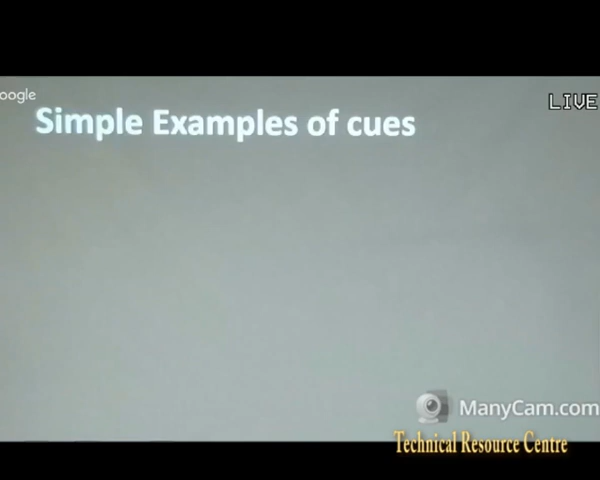 oogle
LIVE
Simple Examples of cues
ManyCam.com
Technical Resource Centre